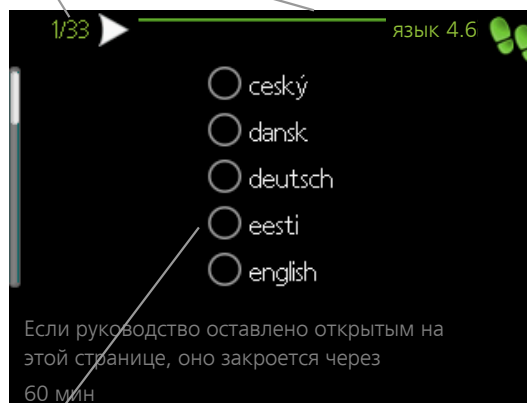 1/33
язык 4.6
ceský
dansk
deutsch
eesti
english
Если руководство оставлено открытым на
этой странице, оно закроется через
60 мин